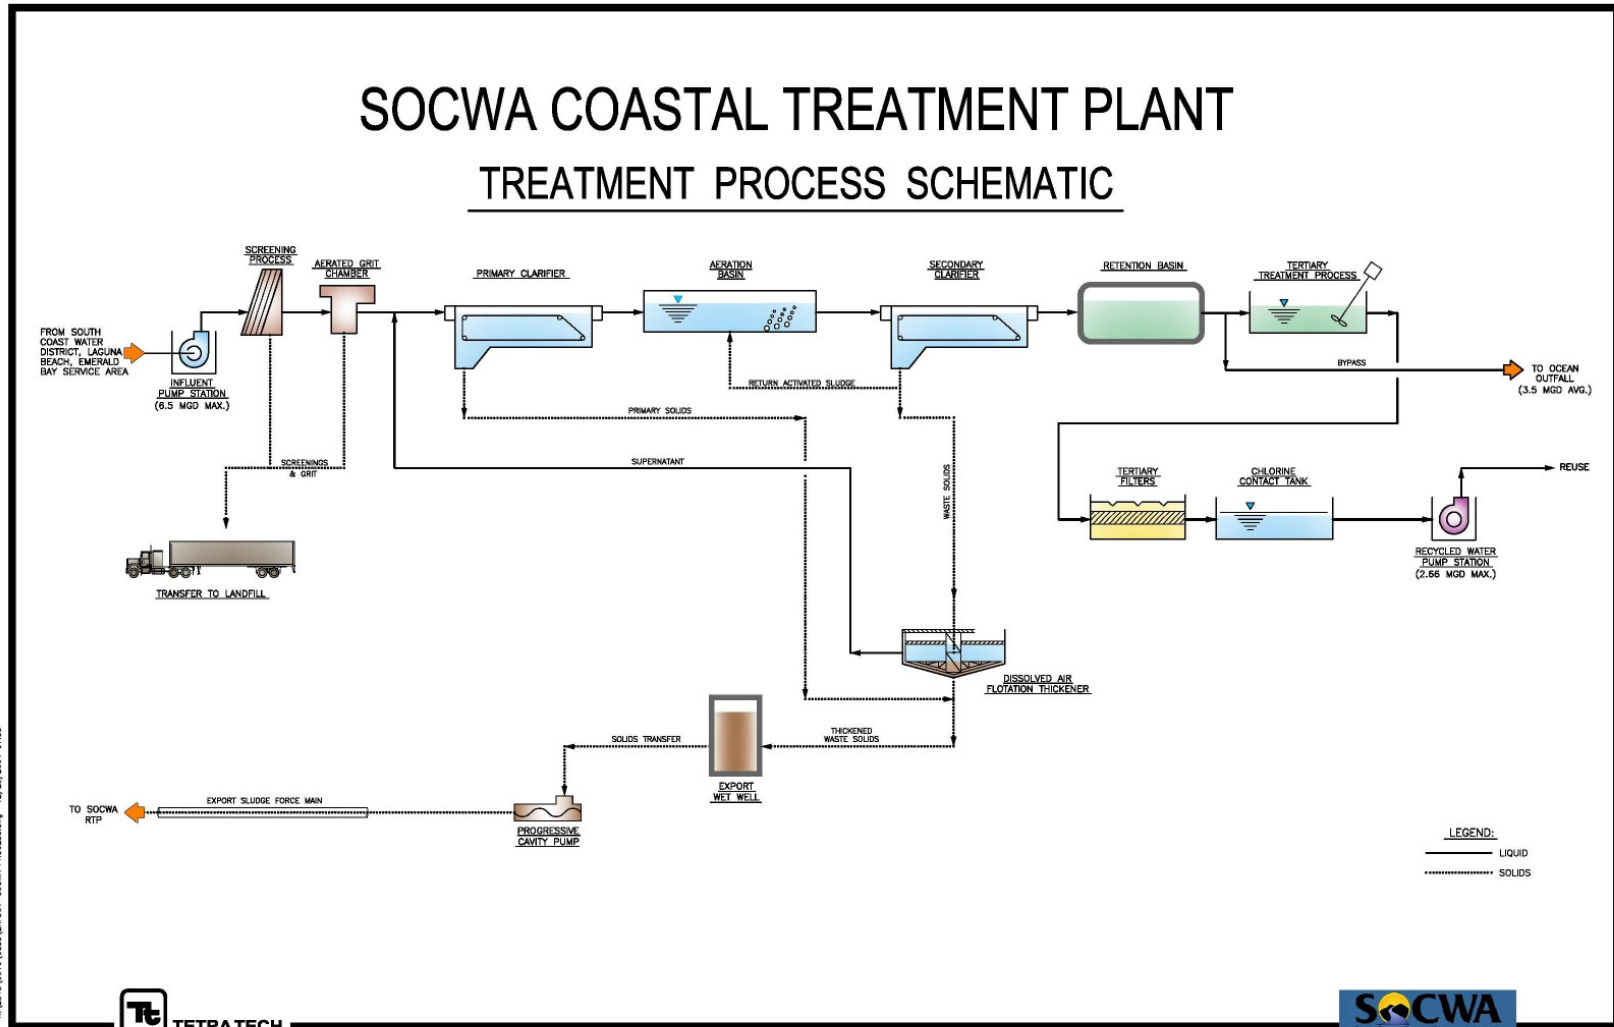 SOCWA COASTAL TREATMENT PLANT
TREATMENT PROCESS SCHEMATIC
SCREENING
PROCESS
AERATED GRIT
CHAMBER
PRIMARY CLARIFIER
AERATION
BASIN
SECONDARY
CLARIFIER
RETENTION BASIN
TERTIARY
TREATMENT PROCESS
FROM SOUTH
COAST WATER
DISTRICT, LAGUNA
BEACH, EMERALD
BAY SERVICE AREA
INFLUENT
PUMP STATION
(6.5 MGD MAX.)
RETURN ACTIVATED SLUDGE
BYPASS
TO OCEAN
OUTFALL
(3.5 MGD AVG.)
PRIMARY SOLIDS
SCREENINGS
& GRIT
SUPERNATANT
WASTE SOLIDS
TERTIARY
FILTERS
CHLORINE
CONTACT TANK
REUSE
RECYCLED WATER
PUMP STATION
(2.66 MGD MAX.)
TRANSFER TO LANDFILL
DISSOLVED AIR
FLOTATION THICKENER
SOLIDS TRANSFER
THICKENED
WASTE SOLIDS
EXPORT
WET WELL
TO SOCWA
RTP
EXPORT SLUDGE FORCE MAIN
PROGRESSIVE
CAVITY PUMP
LEGEND:
LIQUID
SOLIDS
Tt
TETRA TECH
SOCWA